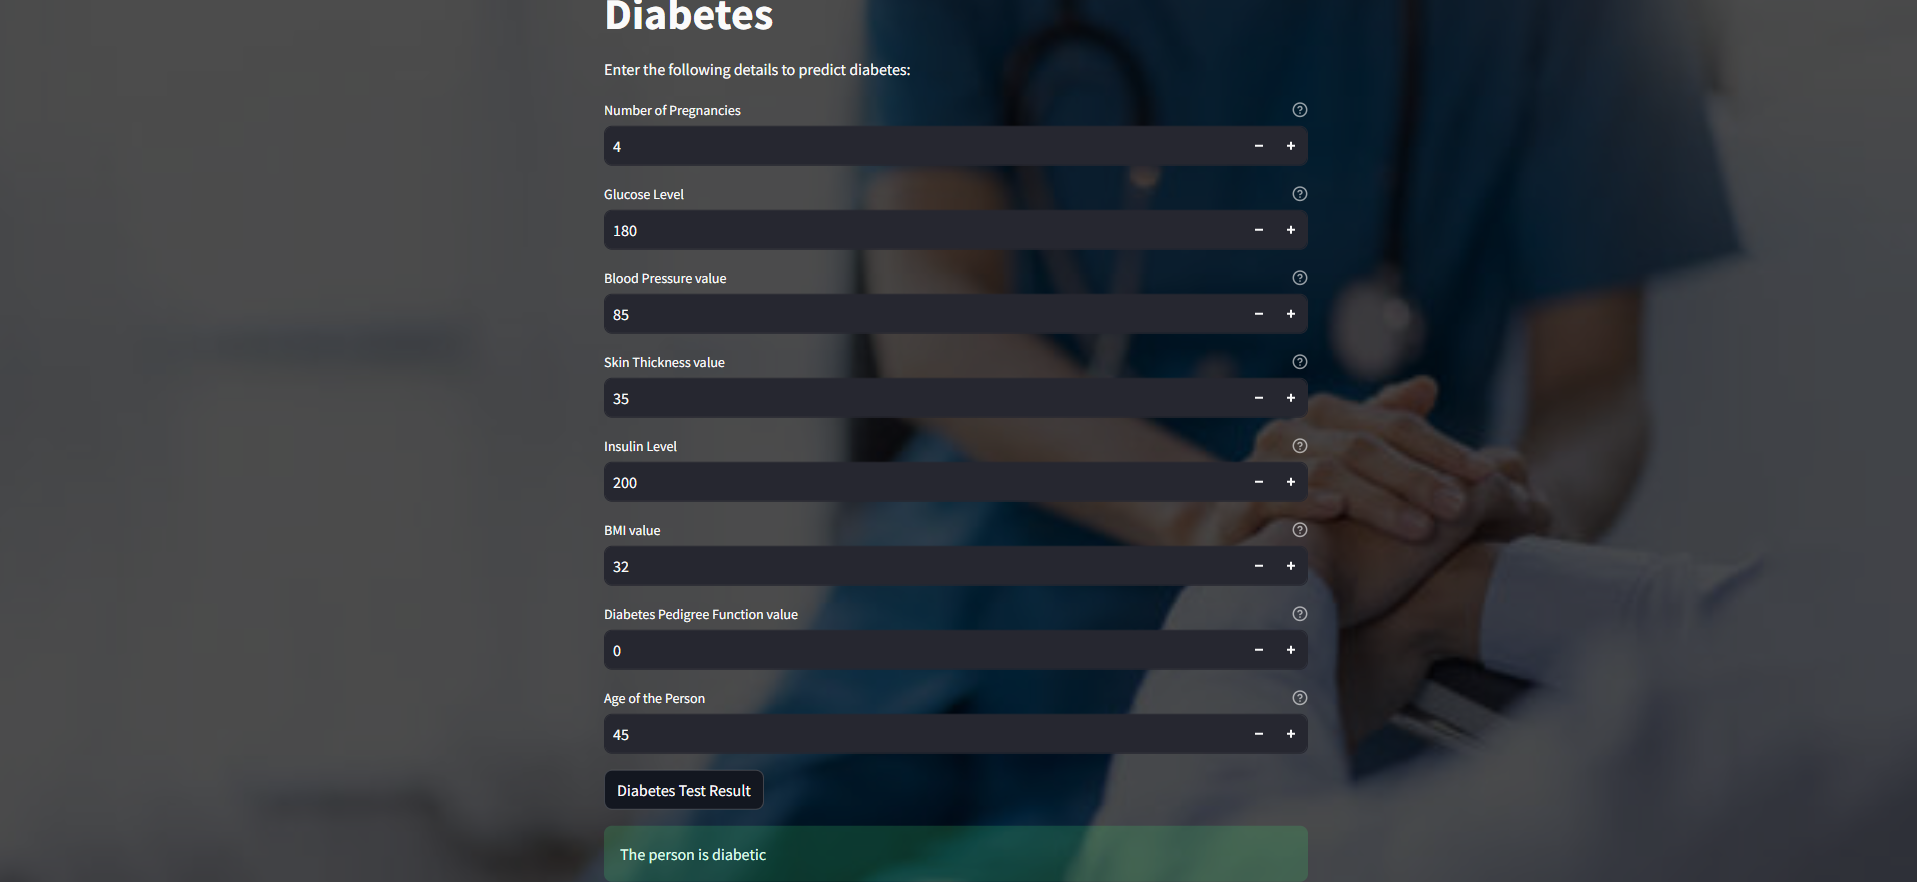 Diabetes
Enter the following details to predict diabetes:
Number of Pregnancies
4
Glucose Level
180
Blood Pressure value
85
Skin Thickness value
35
Insulin Level
200
BMI value
32
Diabetes Pedigree Function value
0
Age of the Person
45
Diabetes Test Result
The person is diabetic